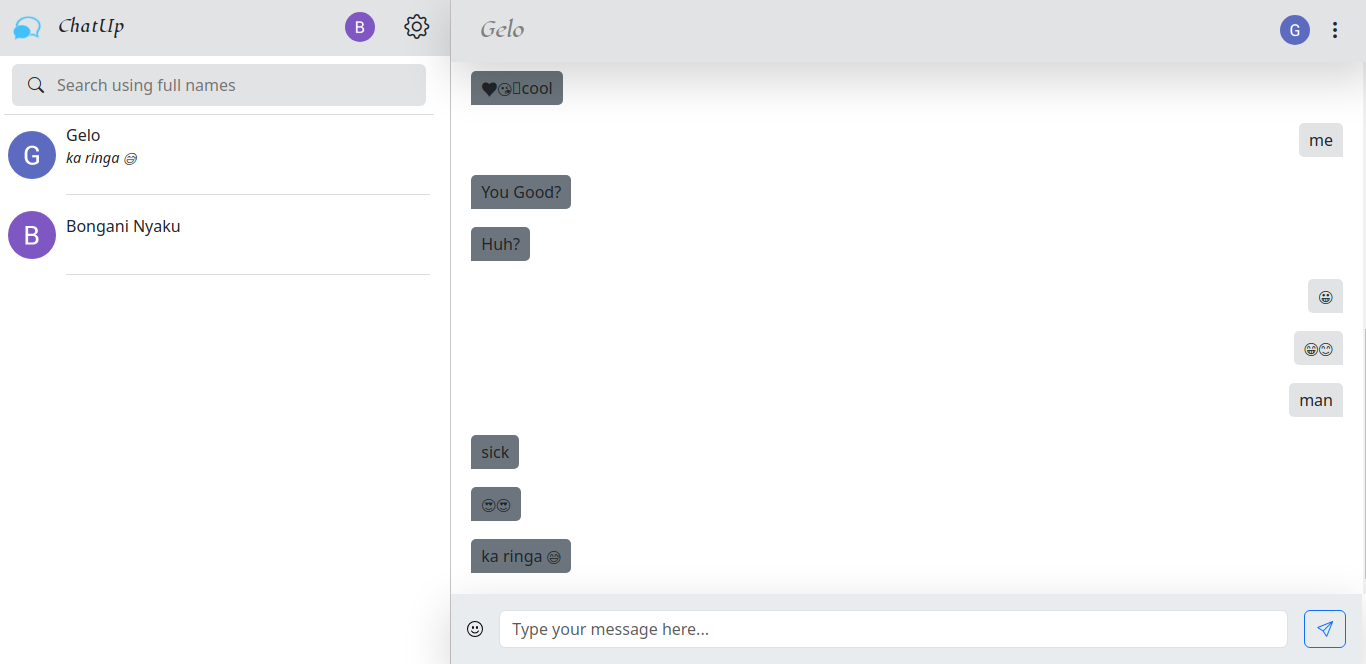 ChatUp
B
Search using full names
G
Gelo
ka ringa 😅
B
Bongani Nyaku
Gelo
G
♥😘cool
me
You Good?
Huh?
😀
😁😊
man
sick
😍😍
ka ringa 😅
Type your message here...